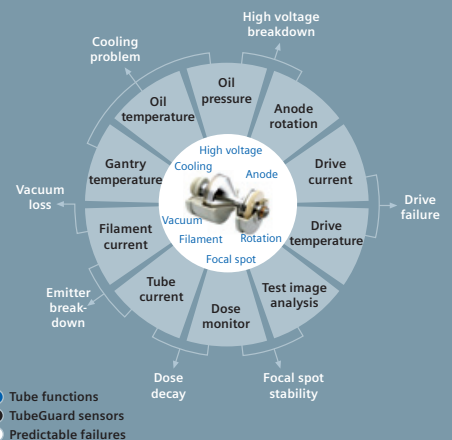 High voltage
breakdown
Cooling
problem
Oil
pressure
Oil
temperature
Anode
rotation
High voltage
Cooling
Anode
Gantry
temperature
Drive
current
Vacuum
loss
Drive
failure
Vacuum
Filament
Rotation
Focal spot
Filament
current
Drive
temperature
Tube
current
Test image
analysis
Dose
monitor
Emitter
break-
down
Dose
decay
Focal spot
stability
Tube functions
TubeGuard sensors
Predictable failures